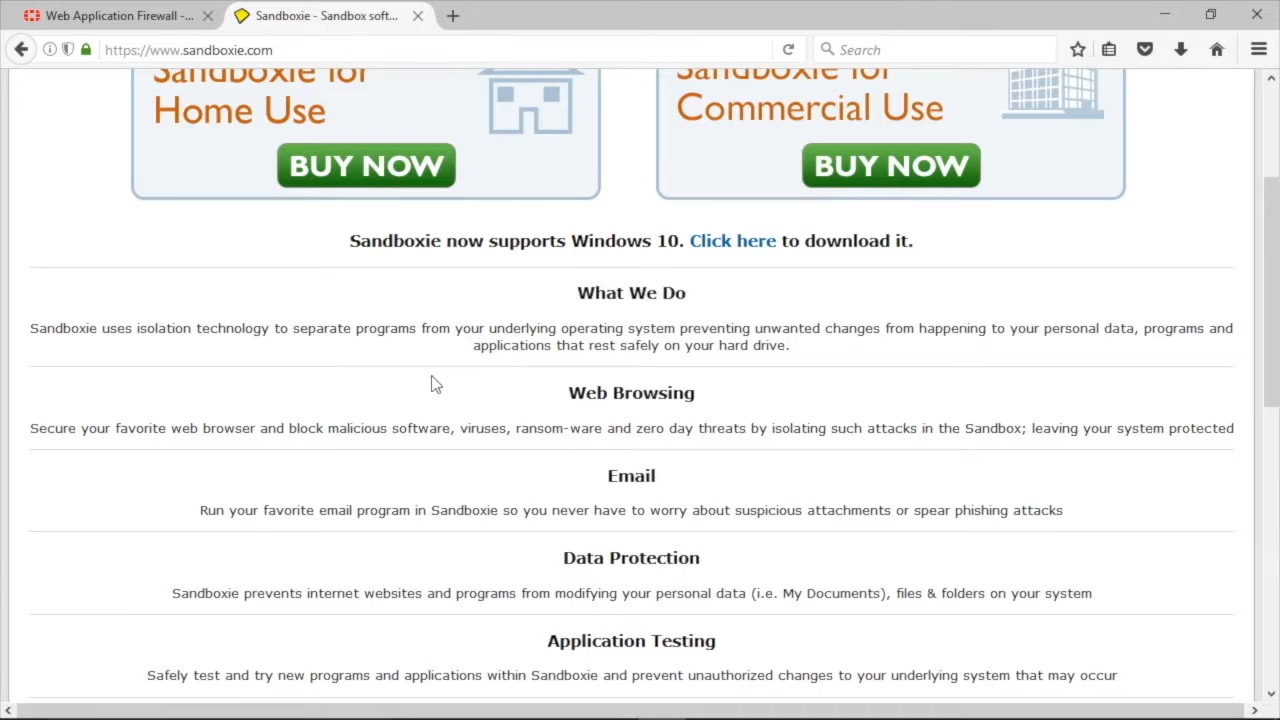 Web Application Firewall -...
Sandboxie - Sandbox soft...
https://www.sandboxie.com
Search
Sandboxie for
Home Use
BUY NOW
Sandboxie for
Commercial Use
BUY NOW
Sandboxie now supports Windows 10. Click here to download it.
What We Do
Sandboxie uses isolation technology to separate programs from your underlying operating system preventing unwanted changes from happening to your personal data, programs and
applications that rest safely on your hard drive.
Web Browsing
Secure your favorite web browser and block malicious software, viruses, ransom-ware and zero day threats by isolating such attacks in the Sandbox; leaving your system protected
Email
Run your favorite email program in Sandboxie so you never have to worry about suspicious attachments or spear phishing attacks
Data Protection
Sandboxie prevents internet websites and programs from modifying your personal data (i.e. My Documents), files & folders on your system
Application Testing
Safely test and try new programs and applications within Sandboxie and prevent unauthorized changes to your underlying system that may occur